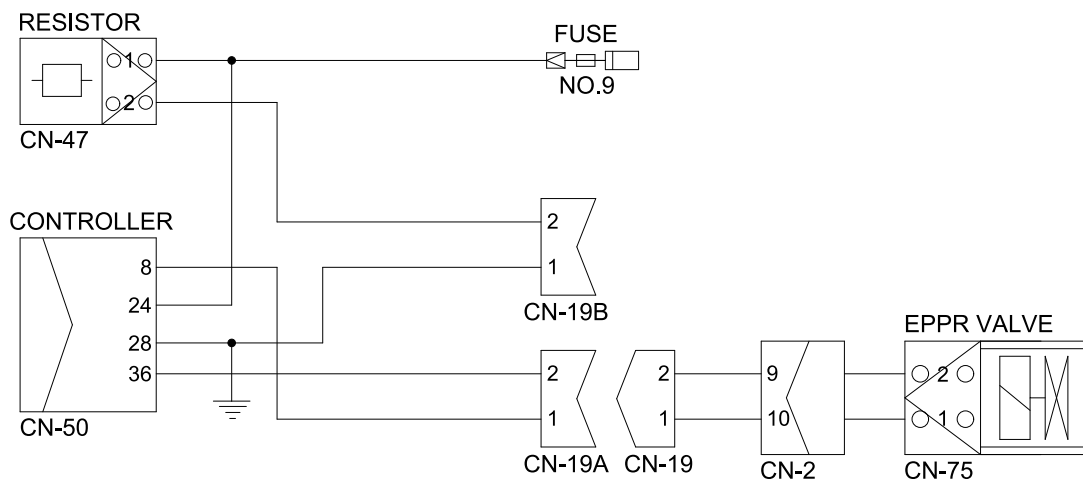 RESISTOR
FUSE
1
NO.9
2
CN-47
CONTROLLER
2
8
1
24
CN-19B
28
EPPR VALVE
36
2
2
9
2
1
1
10
1
CN-50
CN-19A
CN-19
CN-2
CN-75